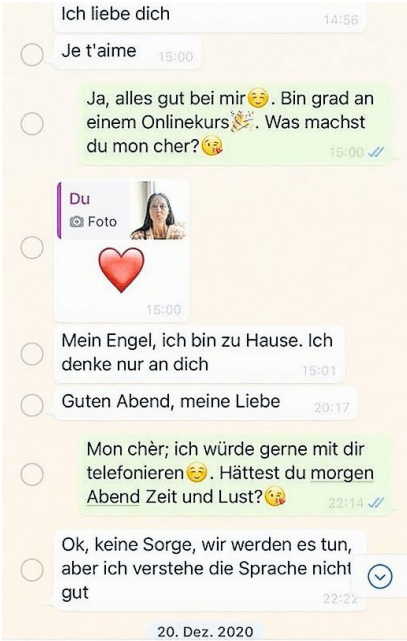 Ich liebe dich
14:56
Je t'aime
15:00
Ja, alles gut bei mir☺️. Bin grad an
einem Onlinekurs🎉. Was machst
du mon cher?😘
15:00
Du
Foto
❤️
15:00
Mein Engel, ich bin zu Hause. Ich
denke nur an dich
15:01
Guten Abend, meine Liebe
20:17
Mon chèr; ich würde gerne mit dir
telefonieren☺️. Hättest du morgen
Abend Zeit und Lust?😘
22:14
Ok, keine Sorge, wir werden es tun,
aber ich verstehe die Sprache nicht
gut
22:22
20. Dez. 2020